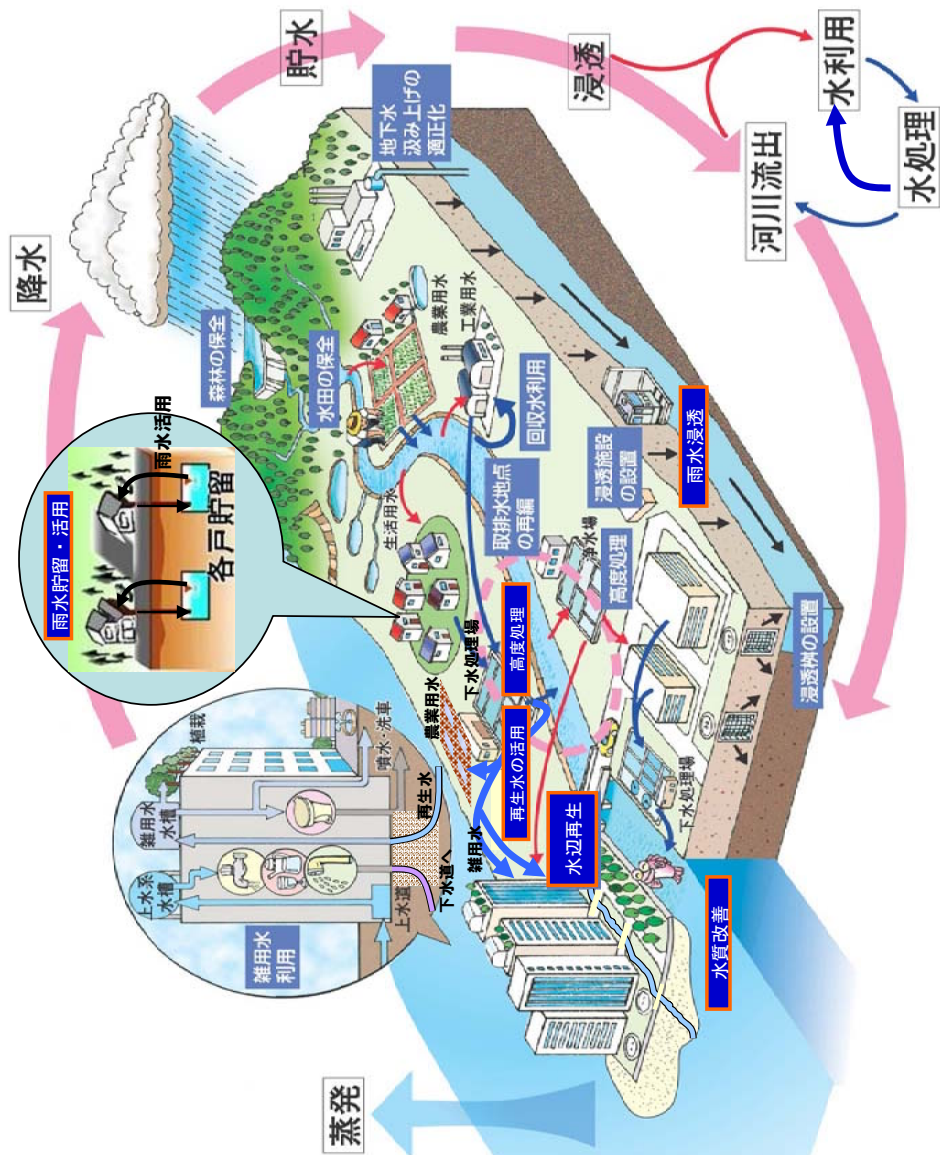 蒸発
降水
貯水
浸透
河川流出
水利用
水処理
雑用水
利用
上水系
水槽
雑用水
水槽
植栽
噴水・洗車
上水道
下水道へ
再生水
雨水貯留・活用
雨水活用
各戸貯留
森林の保全
水田の保全
農業用水
工業用水
地下水
汲み上げの
適正化
生活用水
農業用水
下水処理場
雑用水
回収水利用
取排水地点
の再編
高度処理
再生水の活用
水辺再生
浄水場
高度処理
浸透施設
の設置
雨水浸透
下水処理場
水質改善
浸透桝の設置